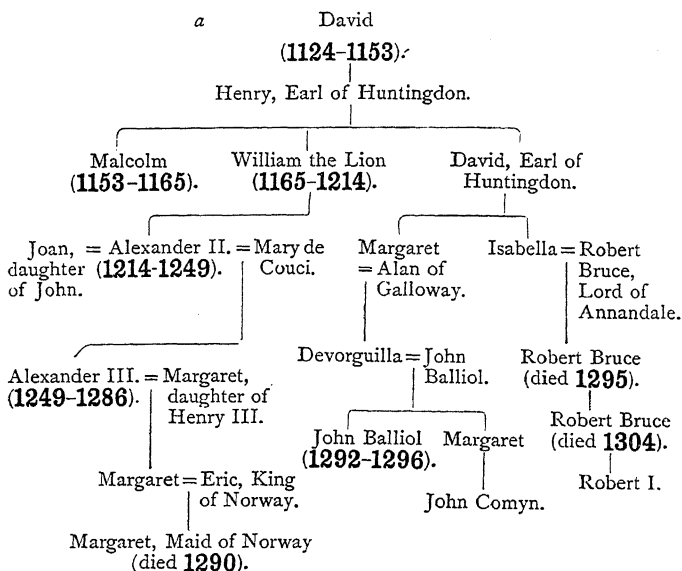 a David
(1124-1153).
Henry, Earl of Huntingdon.
Malcolm William the Lion David, Earl of
(1153-1165). (1165-1214). Huntingdon.
Joan, = Alexander II. = Mary de Margaret Isabella = Robert
daughter (1214-1249). Couci. = Alan of Bruce,
of John. Galloway. Lord of
Annandale.
Devorguilla = John Robert Bruce
Alexander III. = Margaret, Balliol. (died 1295).
(1249-1286). daughter of
Henry III. Robert Bruce
John Balliol Margaret (died 1304).
(1292-1296).
Margaret = Eric, King Robert I.
of Norway. John Comyn.
Margaret, Maid of Norway
(died 1290).